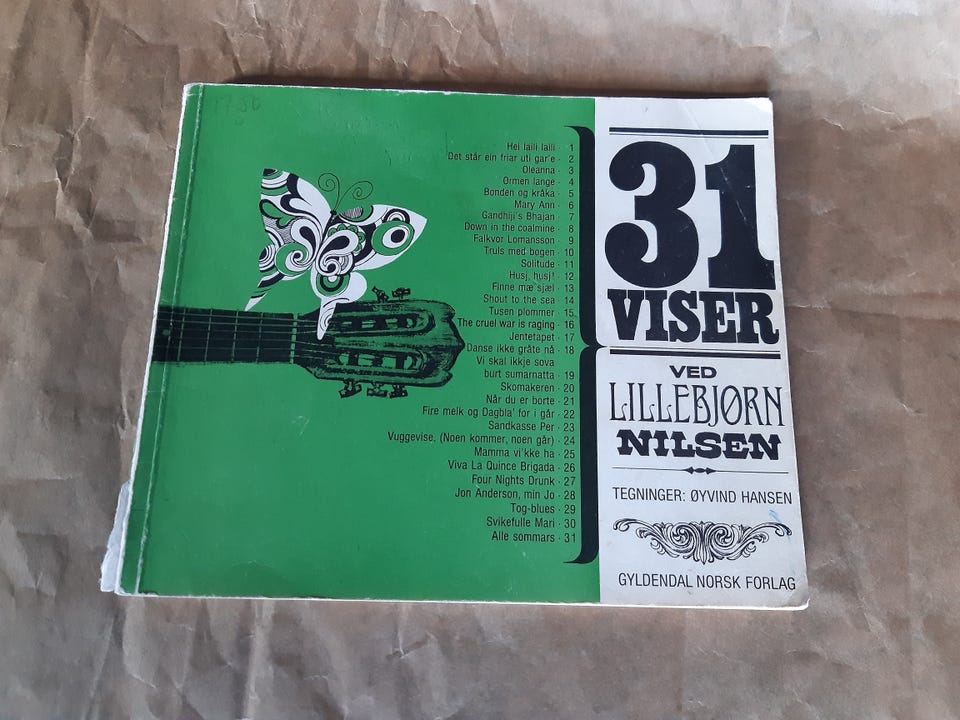 Hei laili laili · 1
Det står ein friar uti gar'e · 2
Oleanna · 3
Ormen lange · 4
Bonden og kråka · 5
Mary Ann · 6
Gandhiji's Bhajan · 7
Down in the coalmine · 8
Falkvor Lomansson · 9
Truls med bogen · 10
Solitude · 11
Husj, husj! · 12
Finne mæ sjæl · 13
Shout to the sea · 14
Tusen plommer · 15
The cruel war is raging · 16
Jentetapet · 17
Danse ikke gråte nå · 18
Vi skal ikkje sova
burt sumarnatta · 19
Skomakeren · 20
Når du er borte · 21
Fire melk og Dagbla' for i går · 22
Sandkasse Per · 23
Vuggevise. (Noen kommer, noen går) · 24
Mamma vi'kke ha · 25
Viva La Quince Brigada · 26
Four Nights Drunk · 27
Jon Anderson, min Jo · 28
Tog-blues · 29
Svikefulle Mari · 30
Alle sommars · 31
31
VISER
VED
LILLEBJØRN
NILSEN
TEGNINGER: ØYVIND HANSEN
GYLDENDAL NORSK FORLAG